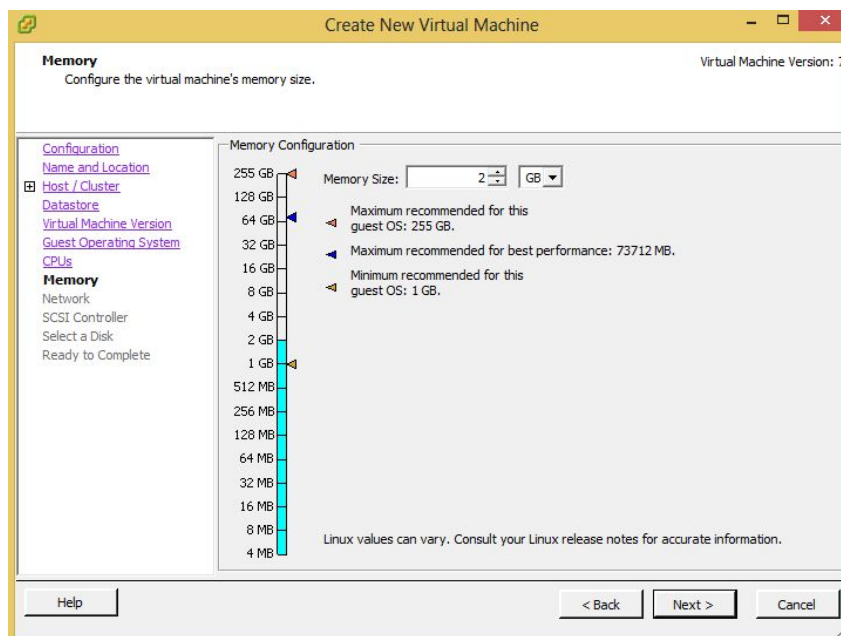 Create New Virtual Machine
Memory
Configure the virtual machine's memory size.
Virtual Machine Version: 7
Configuration
Name and Location
Host / Cluster
Datastore
Virtual Machine Version
Guest Operating System
CPUs
Memory
Network
SCSI Controller
Select a Disk
Ready to Complete
Memory Configuration
255 GB
128 GB
64 GB
32 GB
16 GB
8 GB
4 GB
2 GB
1 GB
512 MB
256 MB
128 MB
64 MB
32 MB
16 MB
8 MB
4 MB
Memory Size: 2 GB
Maximum recommended for this
guest OS: 255 GB.
Maximum recommended for best performance: 73712 MB.
Minimum recommended for this
guest OS: 1 GB.
Linux values can vary. Consult your Linux release notes for accurate information.
Help
< Back
Next >
Cancel